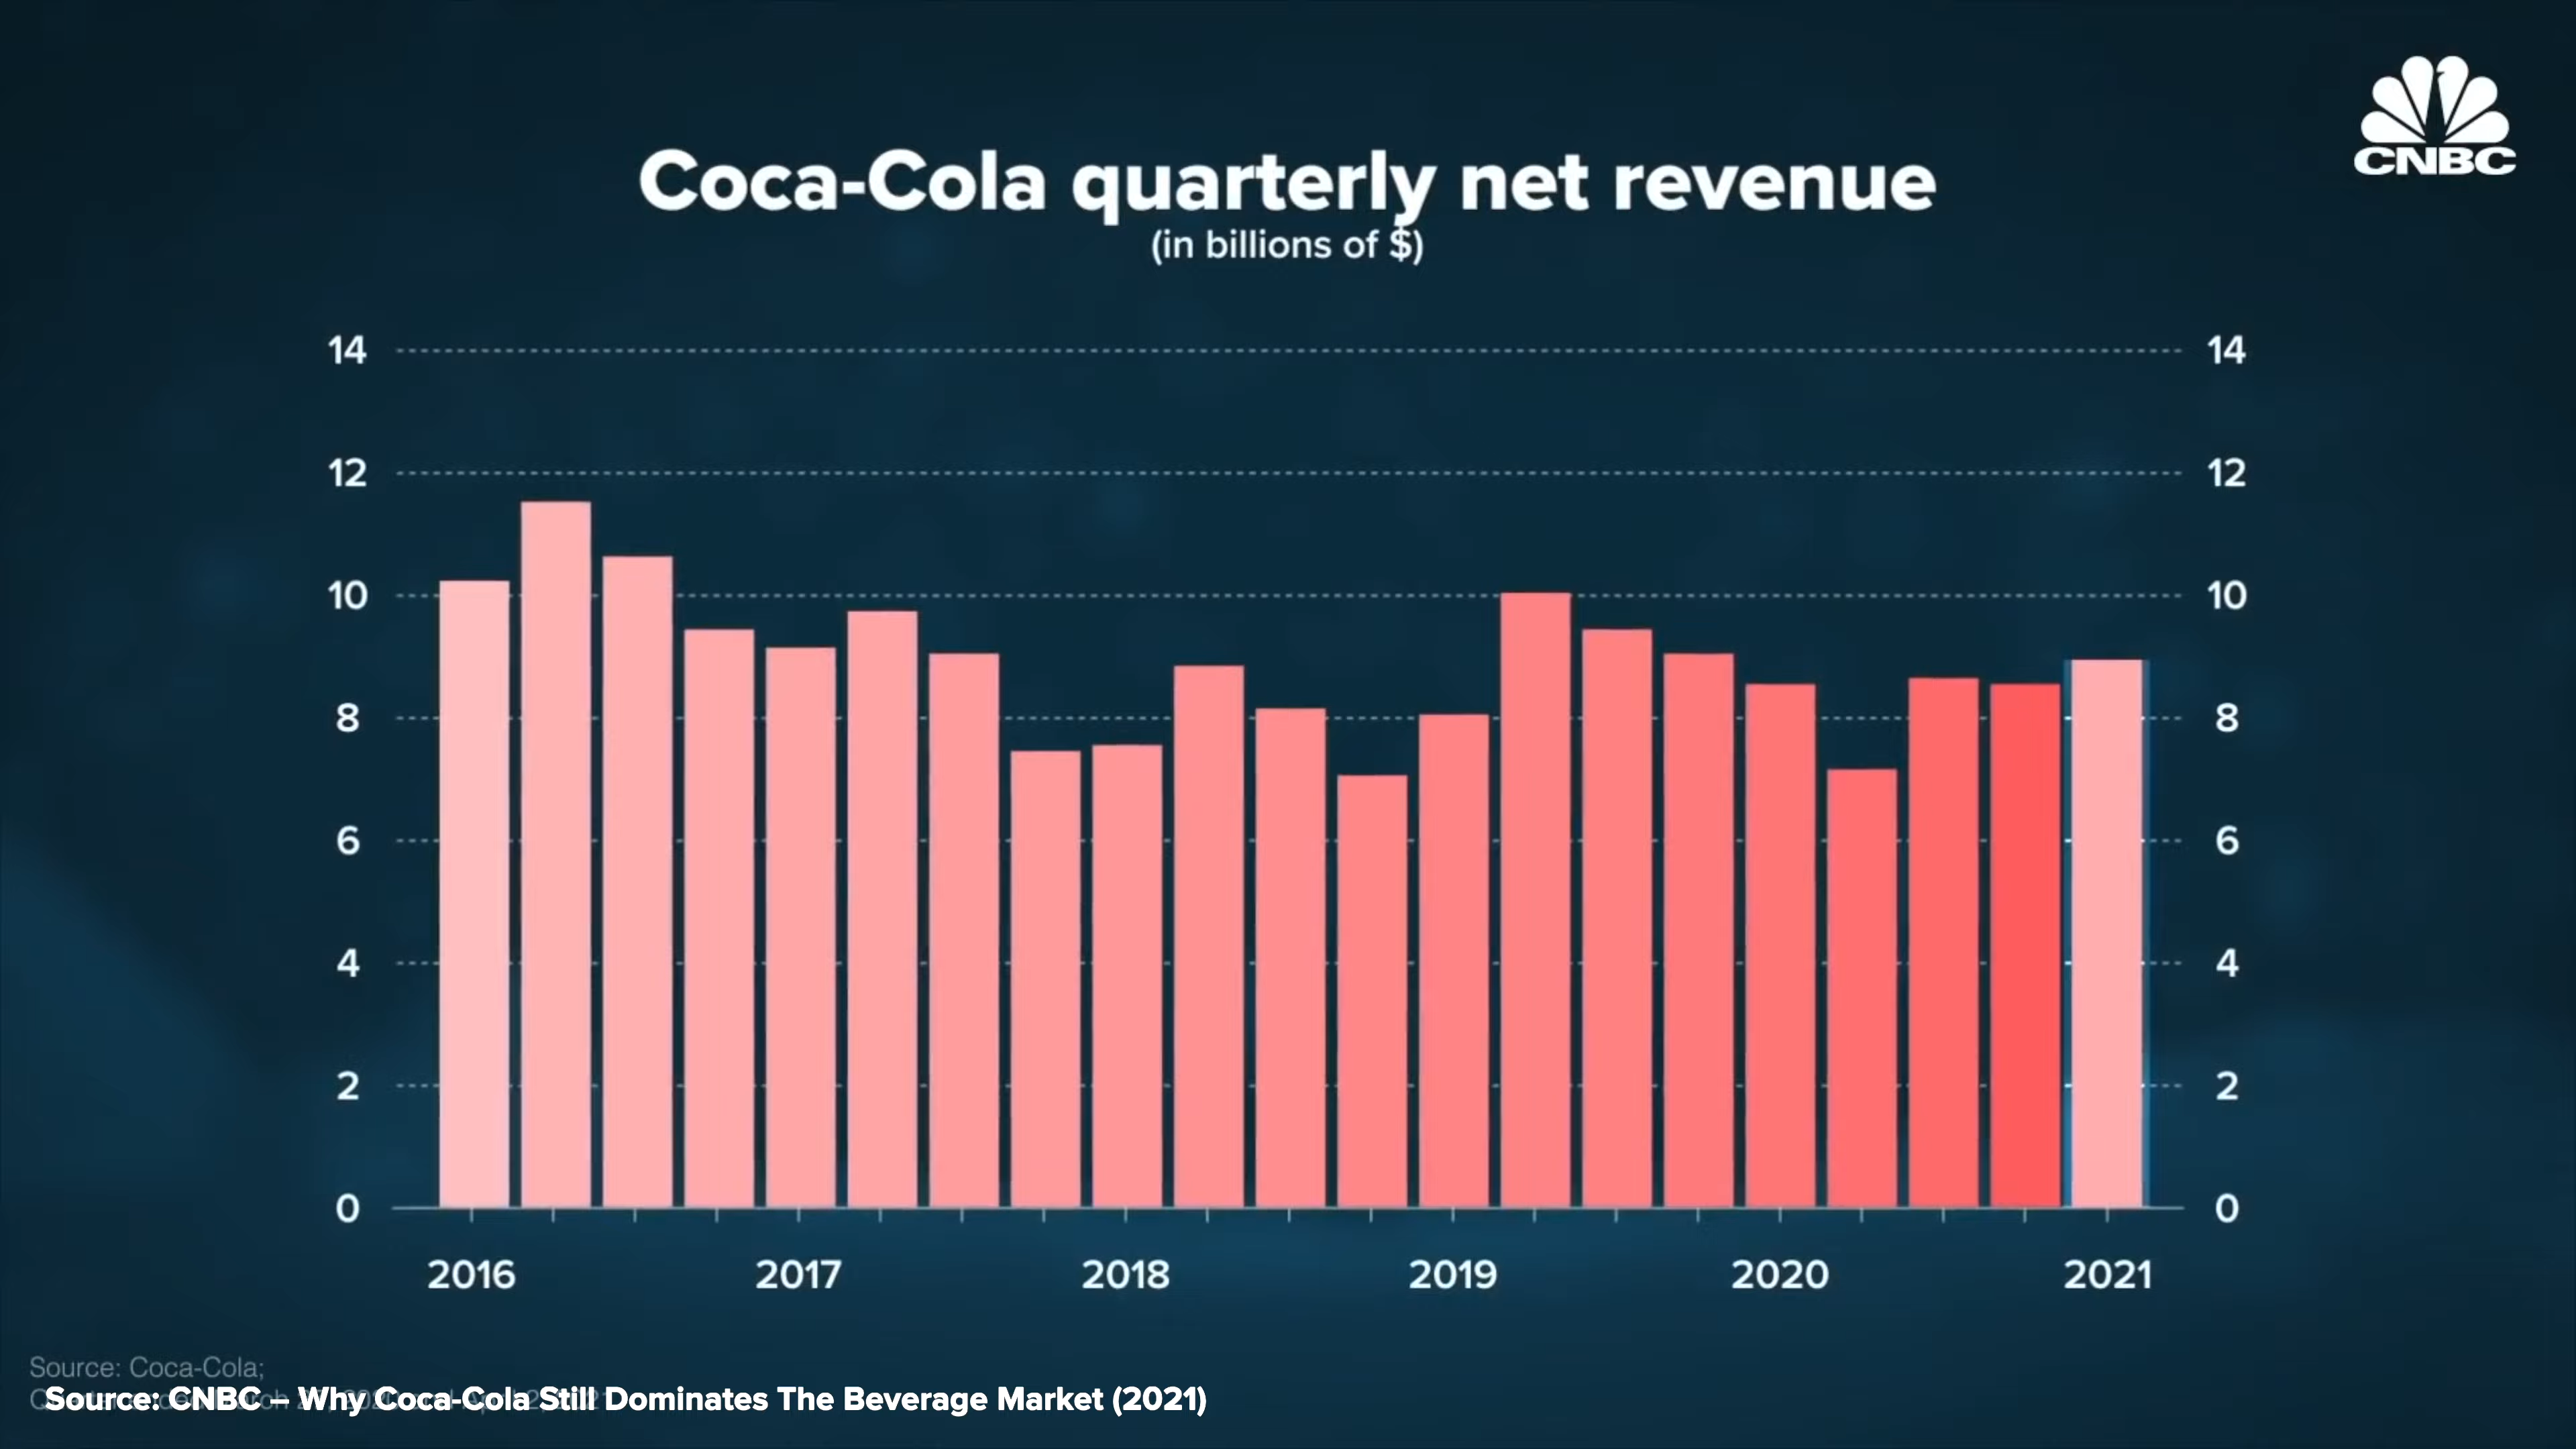 CNBC
Coca-Cola quarterly net revenue
(in billions of $)
14 14
12 12
10 10
8 8
6 6
4 4
2 2
0 0
2016 2017 2018 2019 2020 2021
Source: Coca-Cola;
Source: CNBC – Why Coca-Cola Still Dominates The Beverage Market (2021)